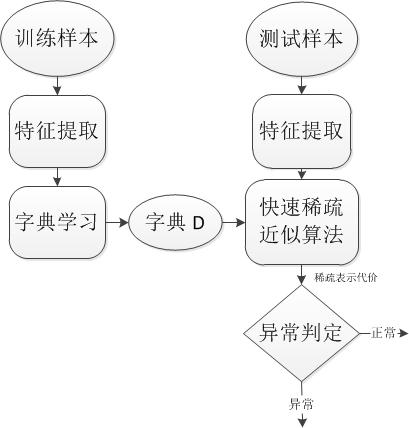 训练样本
测试样本
特征提取
特征提取
字典学习
字典 D
快速稀疏
近似算法
稀疏表示代价
异常判定
正常
异常